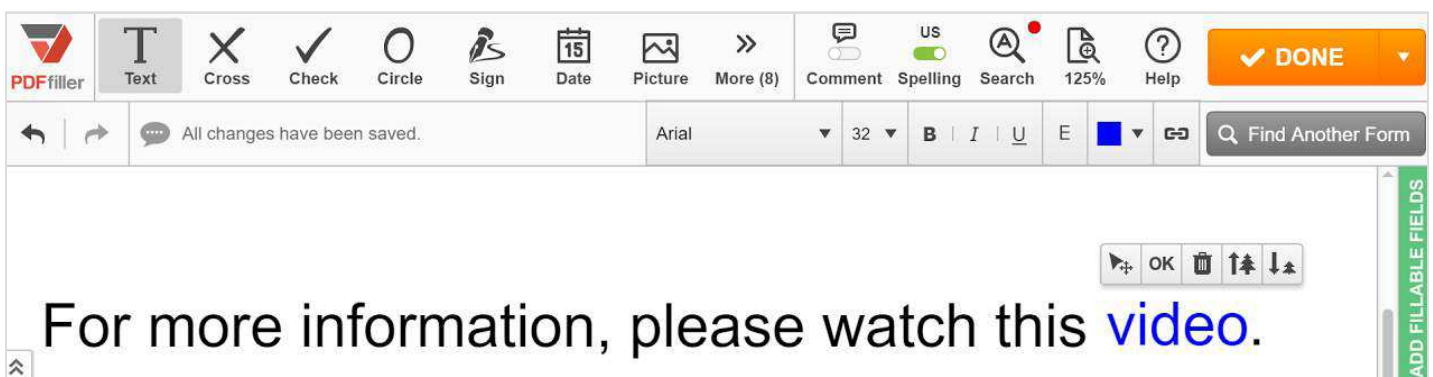 PDFfiller
Text Cross Check Circle Sign 15 Date Picture More (8) Comment US Spelling A Search 125% ? Help DONE
All changes have been saved. Arial 32 B I U E Find Another Form
OK
For more information, please watch this video.
ADD FILLABLE FIELDS